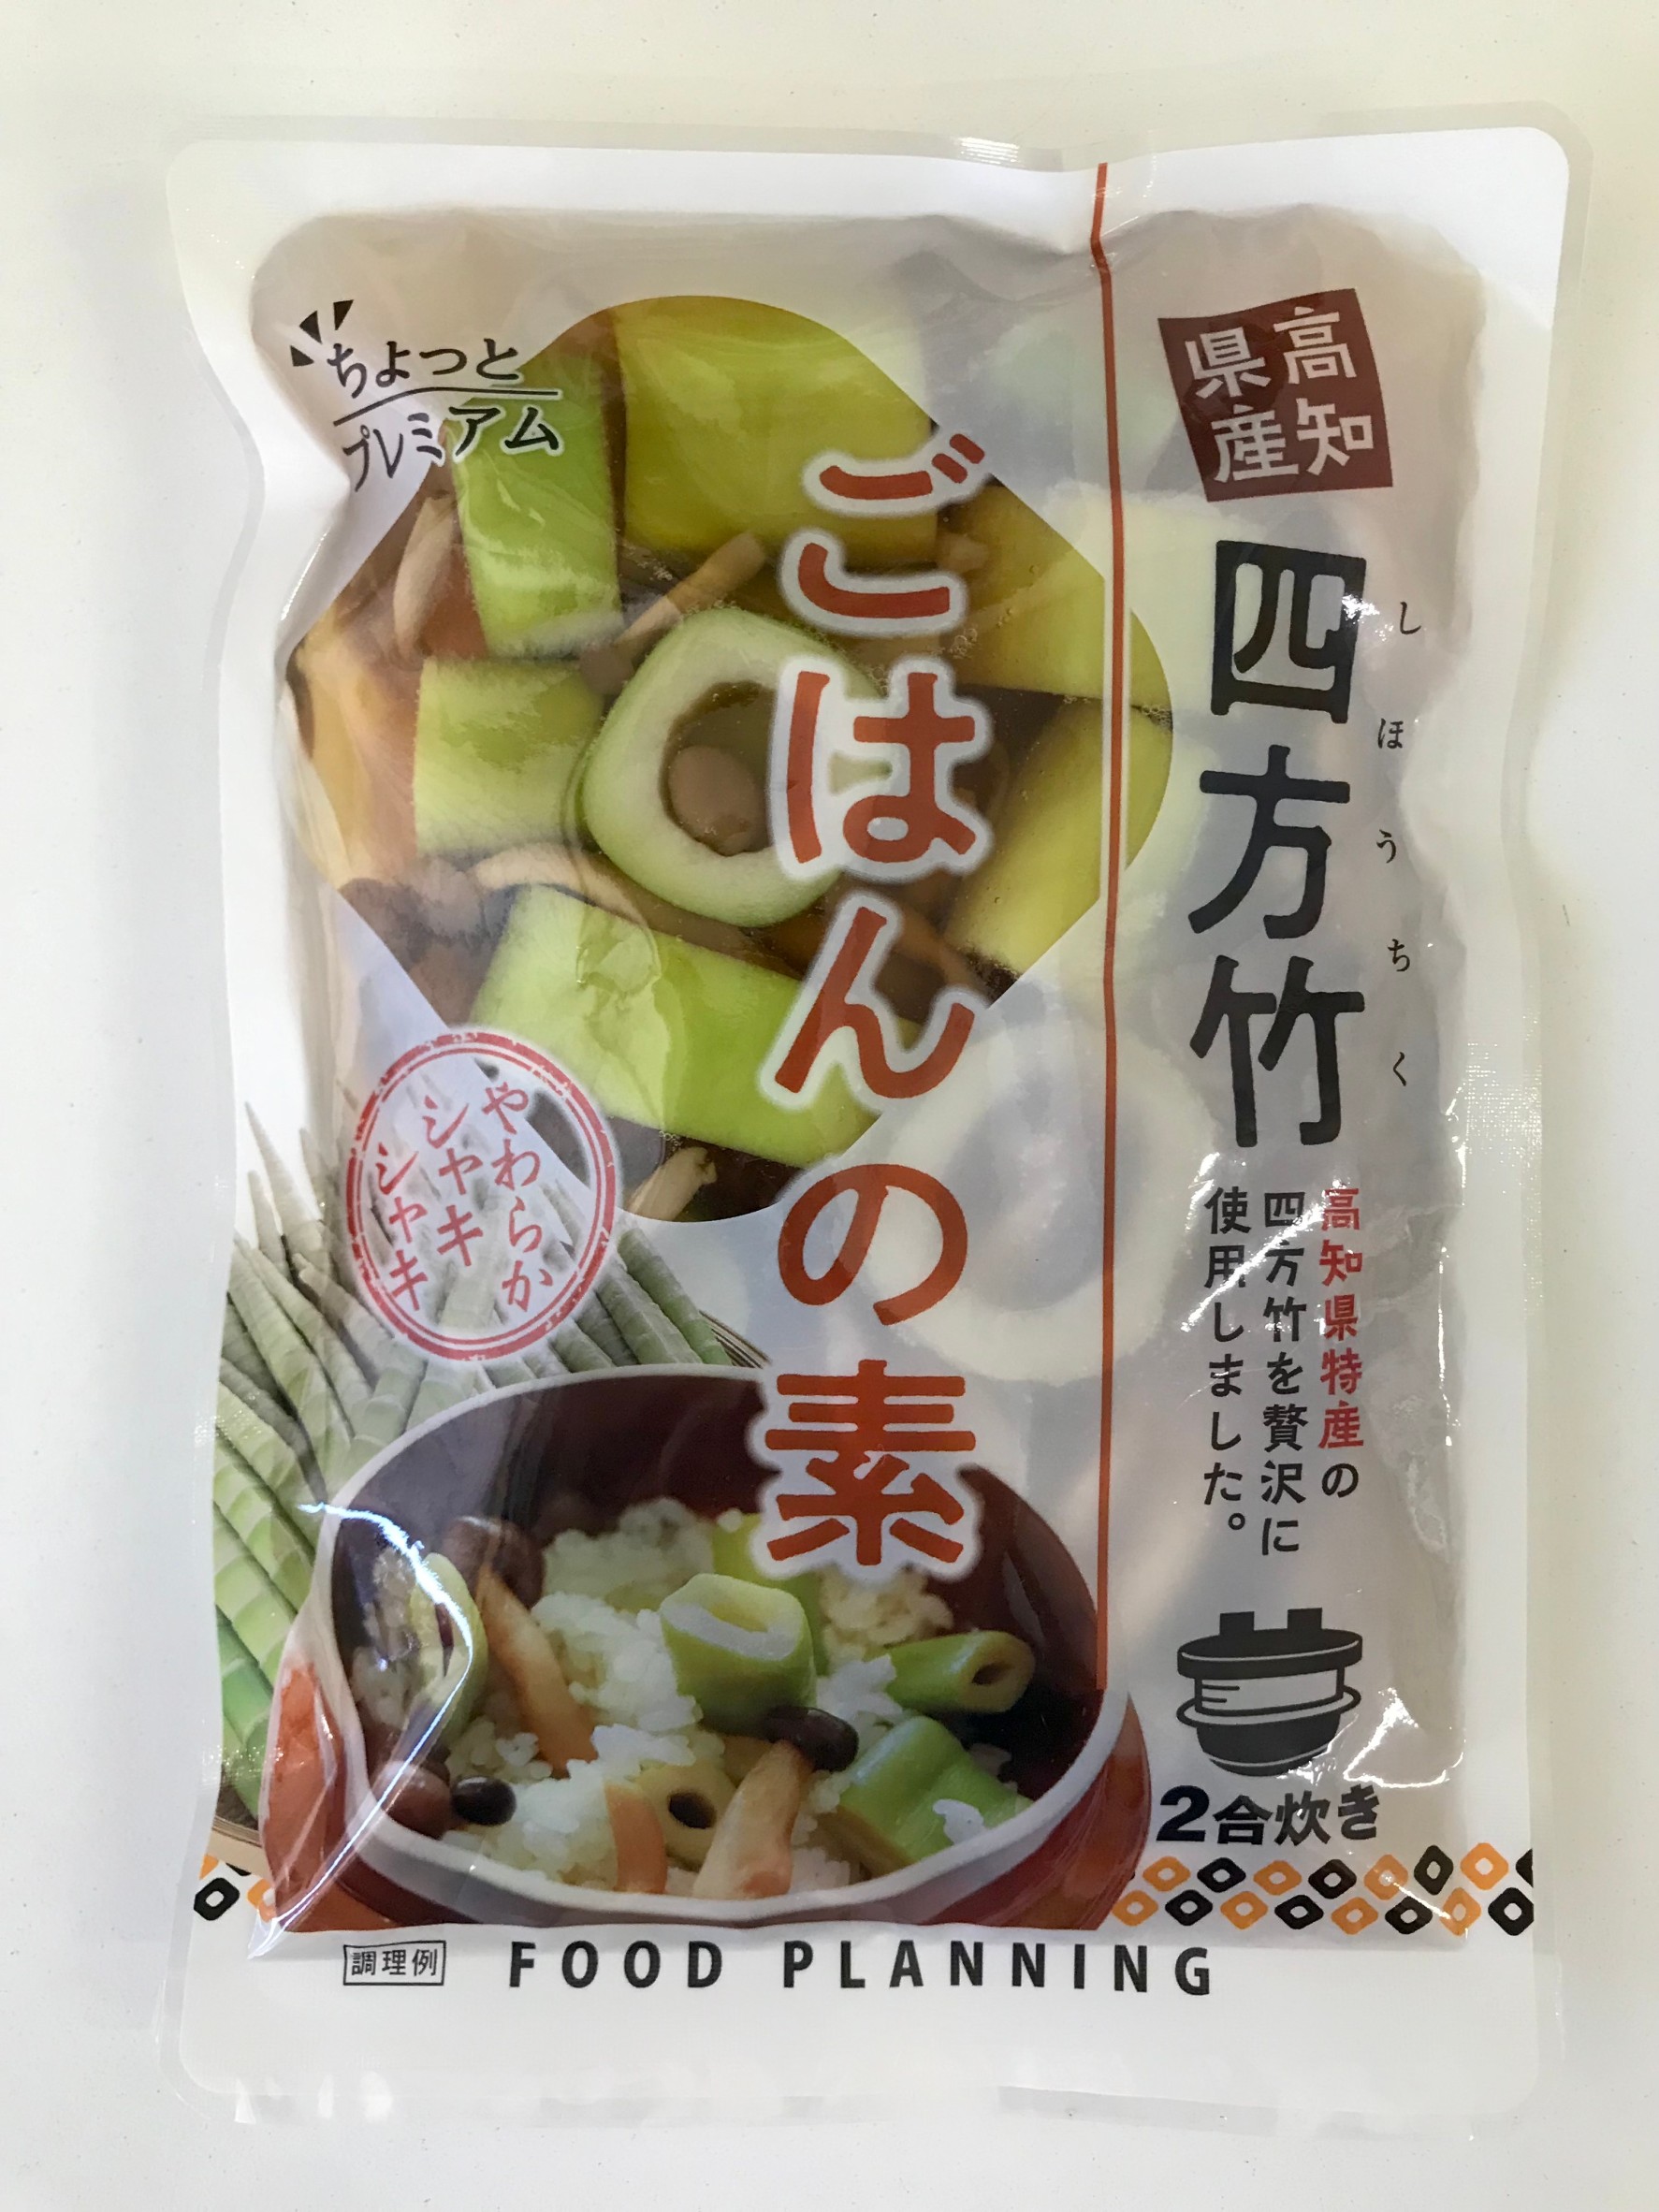 ちょっと
プレミアム
高知
県産
四方竹
しほうちく
高知県特産の
四方竹を贅沢に
使用しました。
ごはんの素
やわらか
シャキ
シャキ
2合炊き
調理例
FOOD PLANNING